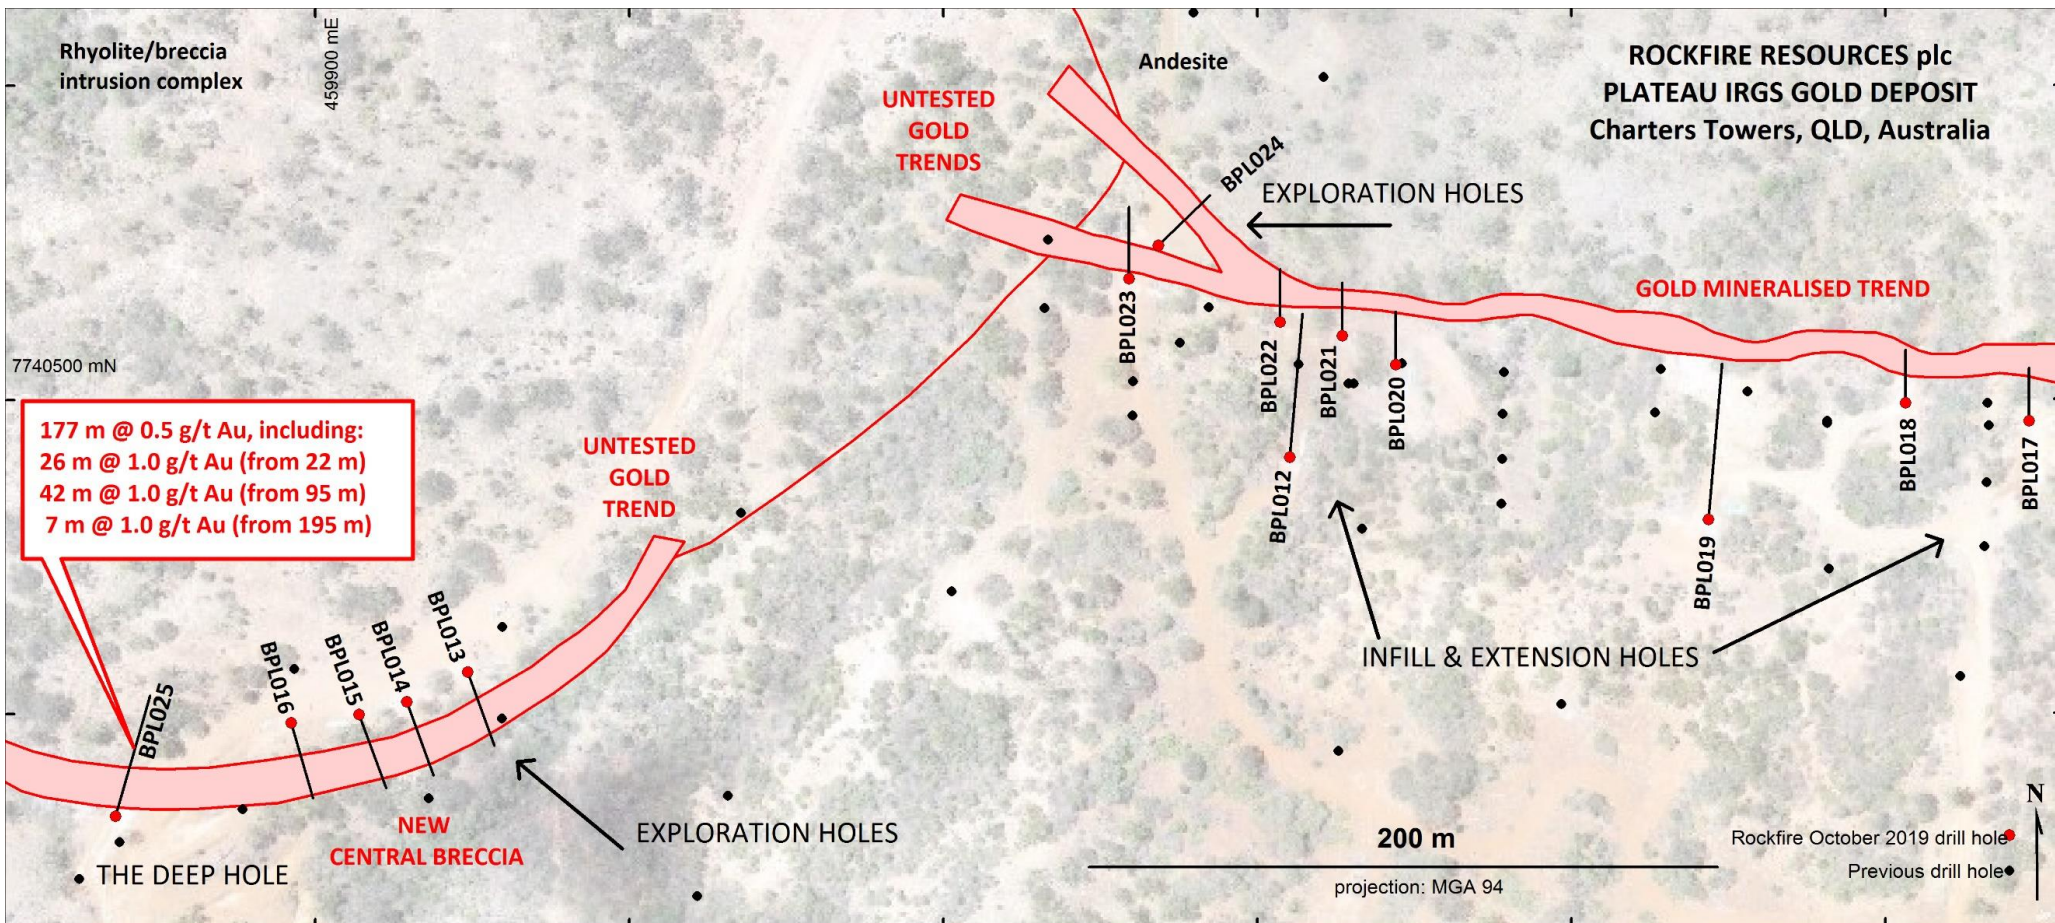 Rhyolite/breccia
intrusion complex
459900 mE
Andesite
ROCKFIRE RESOURCES plc
PLATEAU IRGS GOLD DEPOSIT
Charters Towers, QLD, Australia
UNTESTED
GOLD
TRENDS
BPL024
EXPLORATION HOLES
GOLD MINERALISED TREND
BPL023
BPL022
BPL021
BPL020
BPL012
BPL019
BPL018
BPL017
7740500 mN
177 m @ 0.5 g/t Au, including:
26 m @ 1.0 g/t Au (from 22 m)
42 m @ 1.0 g/t Au (from 95 m)
7 m @ 1.0 g/t Au (from 195 m)
UNTESTED
GOLD
TREND
BPL013
BPL014
BPL015
BPL016
BPL025
INFILL & EXTENSION HOLES
NEW
CENTRAL BRECCIA
EXPLORATION HOLES
THE DEEP HOLE
200 m
projection: MGA 94
N
Rockfire October 2019 drill hole
Previous drill hole